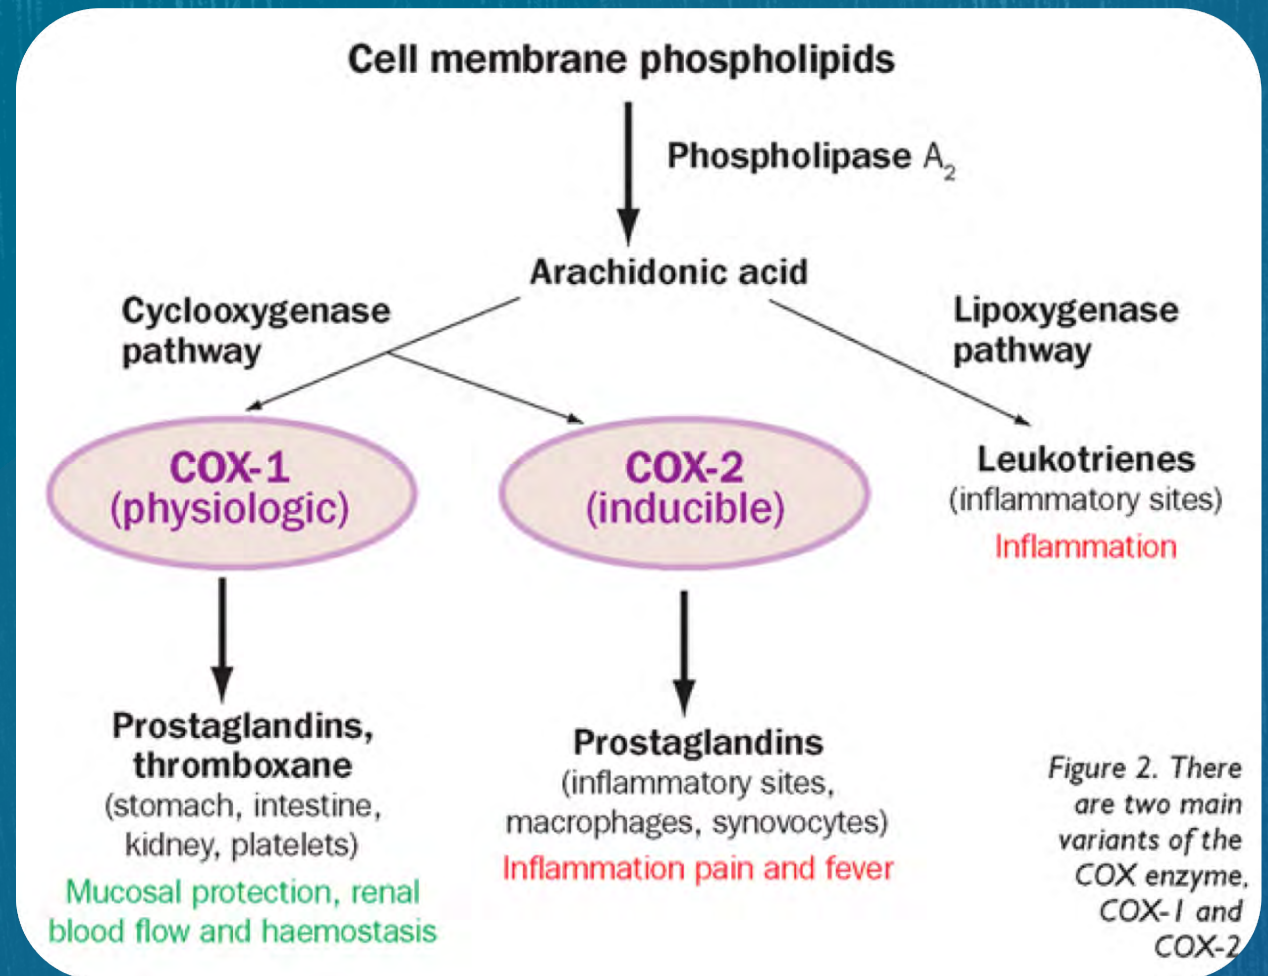 Cell membrane phospholipids
Phospholipase A₂
Arachidonic acid
Cyclooxygenase
pathway
Lipoxygenase
pathway
COX-1
(physiologic)
COX-2
(inducible)
Leukotrienes
(inflammatory sites)
Inflammation
Prostaglandins,
thromboxane
(stomach, intestine,
kidney, platelets)
Mucosal protection, renal
blood flow and haemostasis
Prostaglandins
(inflammatory sites,
macrophages, synovocytes)
Inflammation pain and fever
Figure 2. There
are two main
variants of the
COX enzyme,
COX-1 and
COX-2